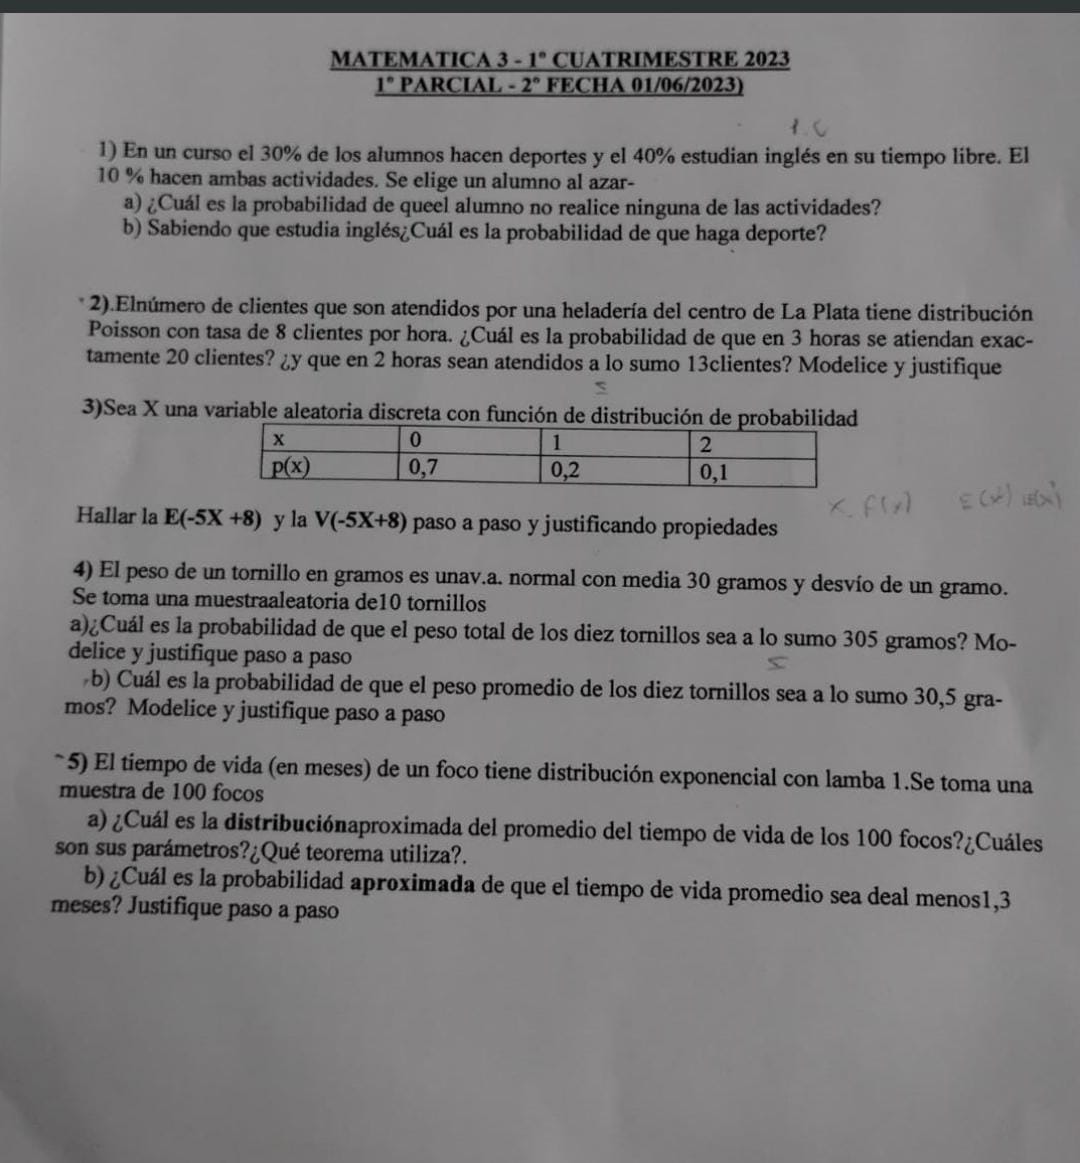 MATEMATICA 3 - 1° CUATRIMESTRE 2023
1° PARCIAL - 2° FECHA 01/06/2023)
1) En un curso el 30% de los alumnos hacen deportes y el 40% estudian inglés en su tiempo libre. El
10 % hacen ambas actividades. Se elige un alumno al azar-
a) ¿Cuál es la probabilidad de queel alumno no realice ninguna de las actividades?
b) Sabiendo que estudia inglés¿Cuál es la probabilidad de que haga deporte?
2).Elnúmero de clientes que son atendidos por una heladería del centro de La Plata tiene distribución
Poisson con tasa de 8 clientes por hora. ¿Cuál es la probabilidad de que en 3 horas se atiendan exac-
tamente 20 clientes? ¿y que en 2 horas sean atendidos a lo sumo 13clientes? Modelice y justifique
≤
3)Sea X una variable aleatoria discreta con función de distribución de probabilidad
x 0 1 2
p(x) 0,7 0,2 0,1
x. f(x) E(x²) E(x)²
Hallar la E(-5X +8) y la V(-5X+8) paso a paso y justificando propiedades
4) El peso de un tornillo en gramos es unav.a. normal con media 30 gramos y desvío de un gramo.
Se toma una muestraaleatoria de10 tornillos
a)¿Cuál es la probabilidad de que el peso total de los diez tornillos sea a lo sumo 305 gramos? Mo-
delice y justifique paso a paso
≤
b) Cuál es la probabilidad de que el peso promedio de los diez tornillos sea a lo sumo 30,5 gra-
mos? Modelice y justifique paso a paso
5) El tiempo de vida (en meses) de un foco tiene distribución exponencial con lamba 1.Se toma una
muestra de 100 focos
a) ¿Cuál es la distribuciónaproximada del promedio del tiempo de vida de los 100 focos?¿Cuáles
son sus parámetros?¿Qué teorema utiliza?.
b) ¿Cuál es la probabilidad aproximada de que el tiempo de vida promedio sea deal menos1,3
meses? Justifique paso a paso